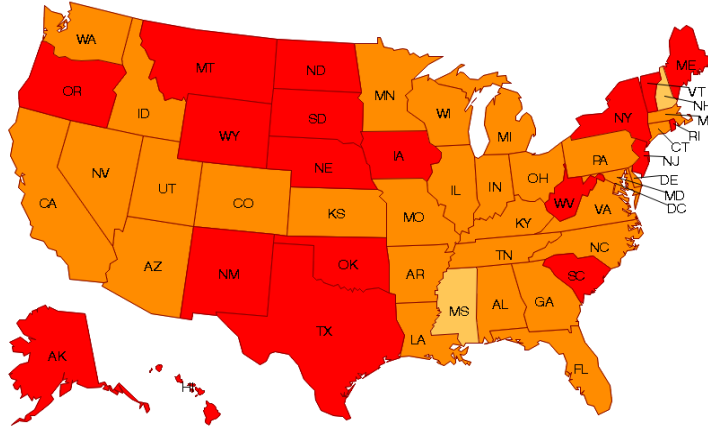 WA
MT
ND
ME
OR
MN
VT
ID
SD
WI
NH
WY
MI
NY
M
RI
IA
CT
NE
PA
NJ
NV
OH
IL
IN
DE
UT
MD
CA
CO
WV
DC
KS
MO
KY
VA
NC
TN
AZ
OK
NM
AR
SC
MS
AL
GA
TX
LA
AK
FL
HI